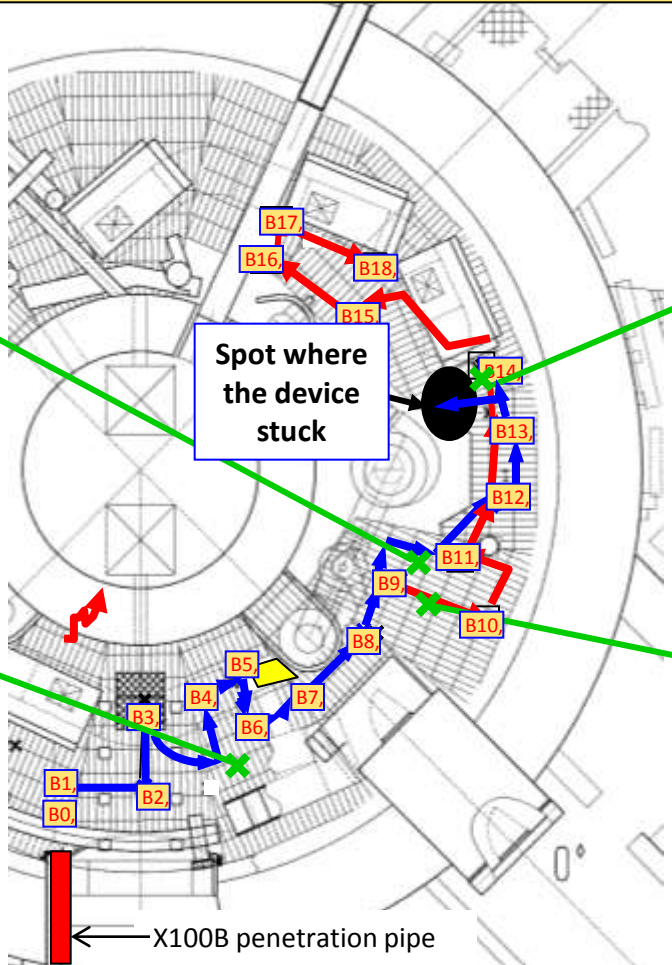 B17,
B16,
B18,
B15,
Spot where
the device
stuck
B14,
B13,
B12,
B11,
B9,
B10,
B8,
B5,
B4,
B7,
B6,
B3,
B1,
B2,
B0,
X100B penetration pipe